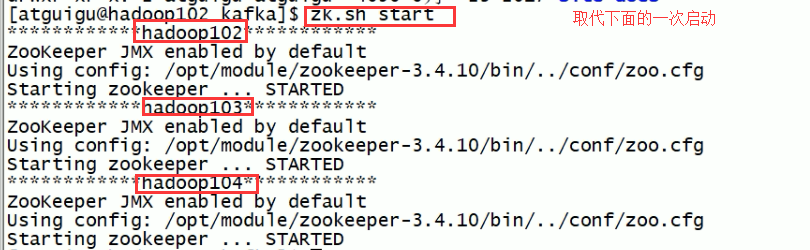 [atguigu@hadoop102 kafka]$ zk.sh start
取代下面的一次启动
************hadoop102************
ZooKeeper JMX enabled by default
Using config: /opt/module/zookeeper-3.4.10/bin/../conf/zoo.cfg
Starting zookeeper ... STARTED
************hadoop103************
ZooKeeper JMX enabled by default
Using config: /opt/module/zookeeper-3.4.10/bin/../conf/zoo.cfg
Starting zookeeper ... STARTED
************hadoop104************
ZooKeeper JMX enabled by default
Using config: /opt/module/zookeeper-3.4.10/bin/../conf/zoo.cfg
Starting zookeeper ... STARTED